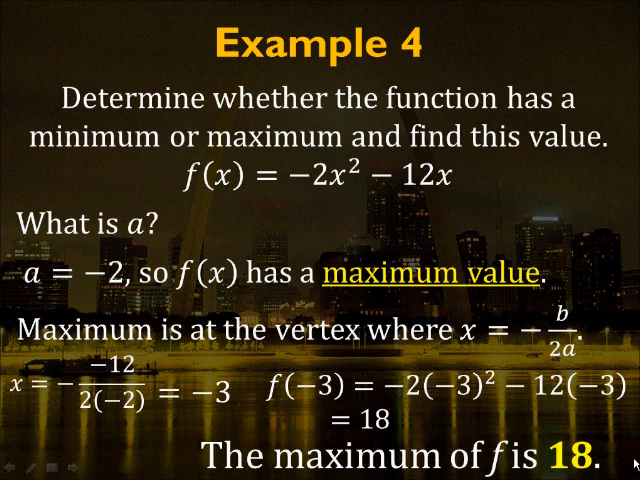 Example 4
Determine whether the function has a
minimum or maximum and find this value.
f(x) = −2x² − 12x
What is a?
a = −2, so f(x) has a maximum value.
Maximum is at the vertex where x = −b/2a.
x = −−12/2(−2) = −3
f(−3) = −2(−3)² − 12(−3)
= 18
The maximum of f is 18.